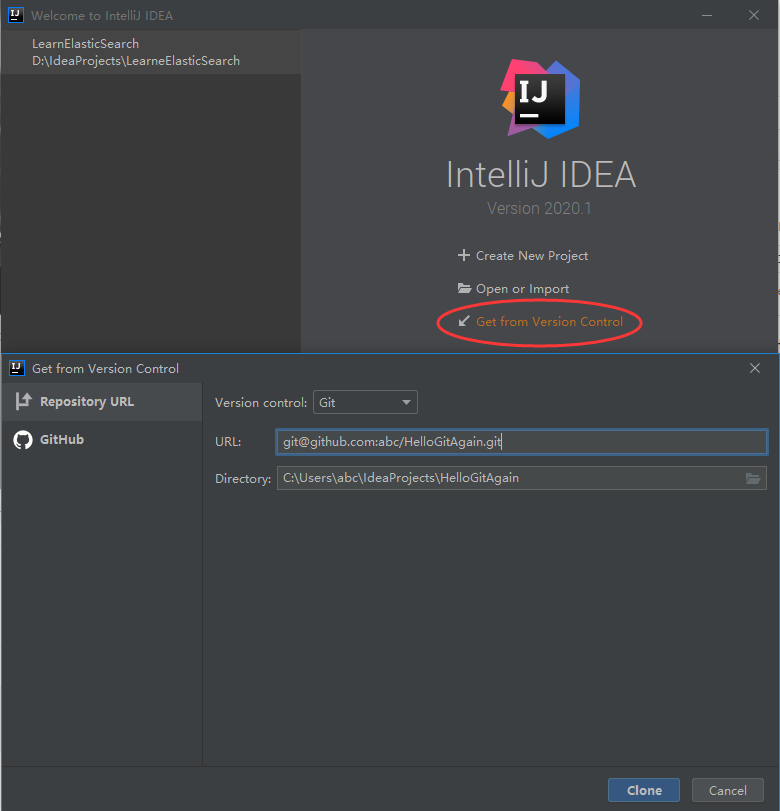 IJ Welcome to IntelliJ IDEA
LearnElasticSearch
D:\IdeaProjects\LearneElasticSearch
IJ
IntelliJ IDEA
Version 2020.1
Create New Project
Open or Import
Get from Version Control
IJ Get from Version Control
Repository URL
GitHub
Version control: Git
URL: git@github.com:abc/HelloGitAgain.git
Directory: C:\Users\abc\IdeaProjects\HelloGitAgain
Clone Cancel